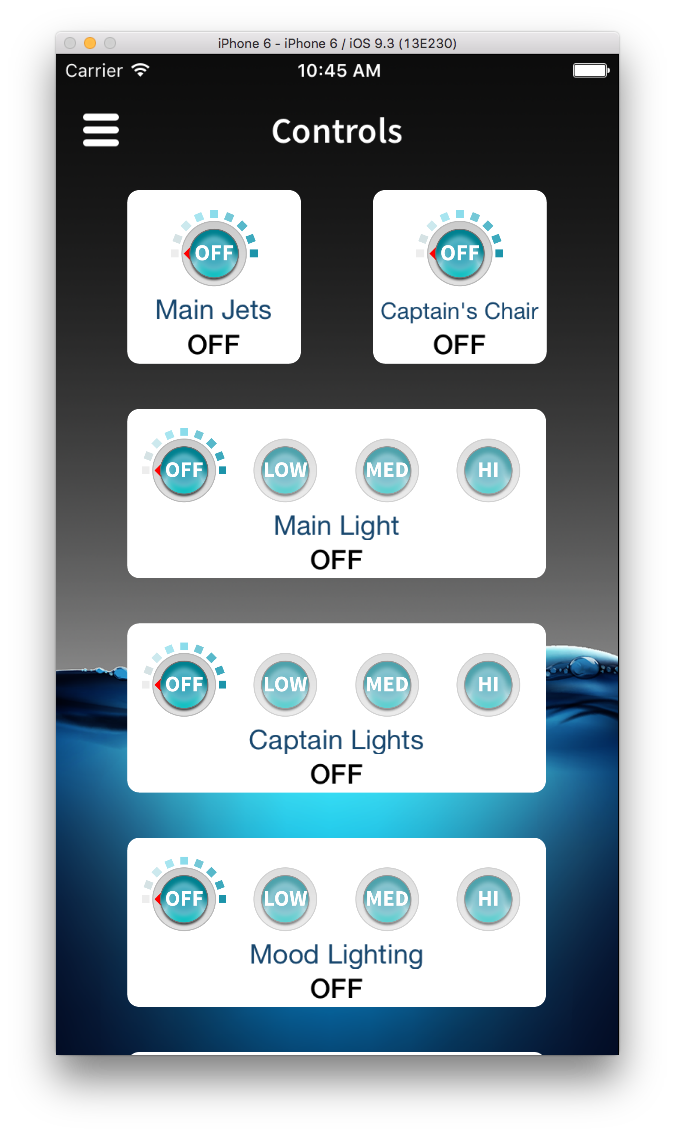 iPhone 6 - iPhone 6 / iOS 9.3 (13E230)
Carrier 10:45 AM
Controls
OFF OFF
Main Jets Captain's Chair
OFF OFF
OFF LOW MED HI
Main Light
OFF
OFF LOW MED HI
Captain Lights
OFF
OFF LOW MED HI
Mood Lighting
OFF